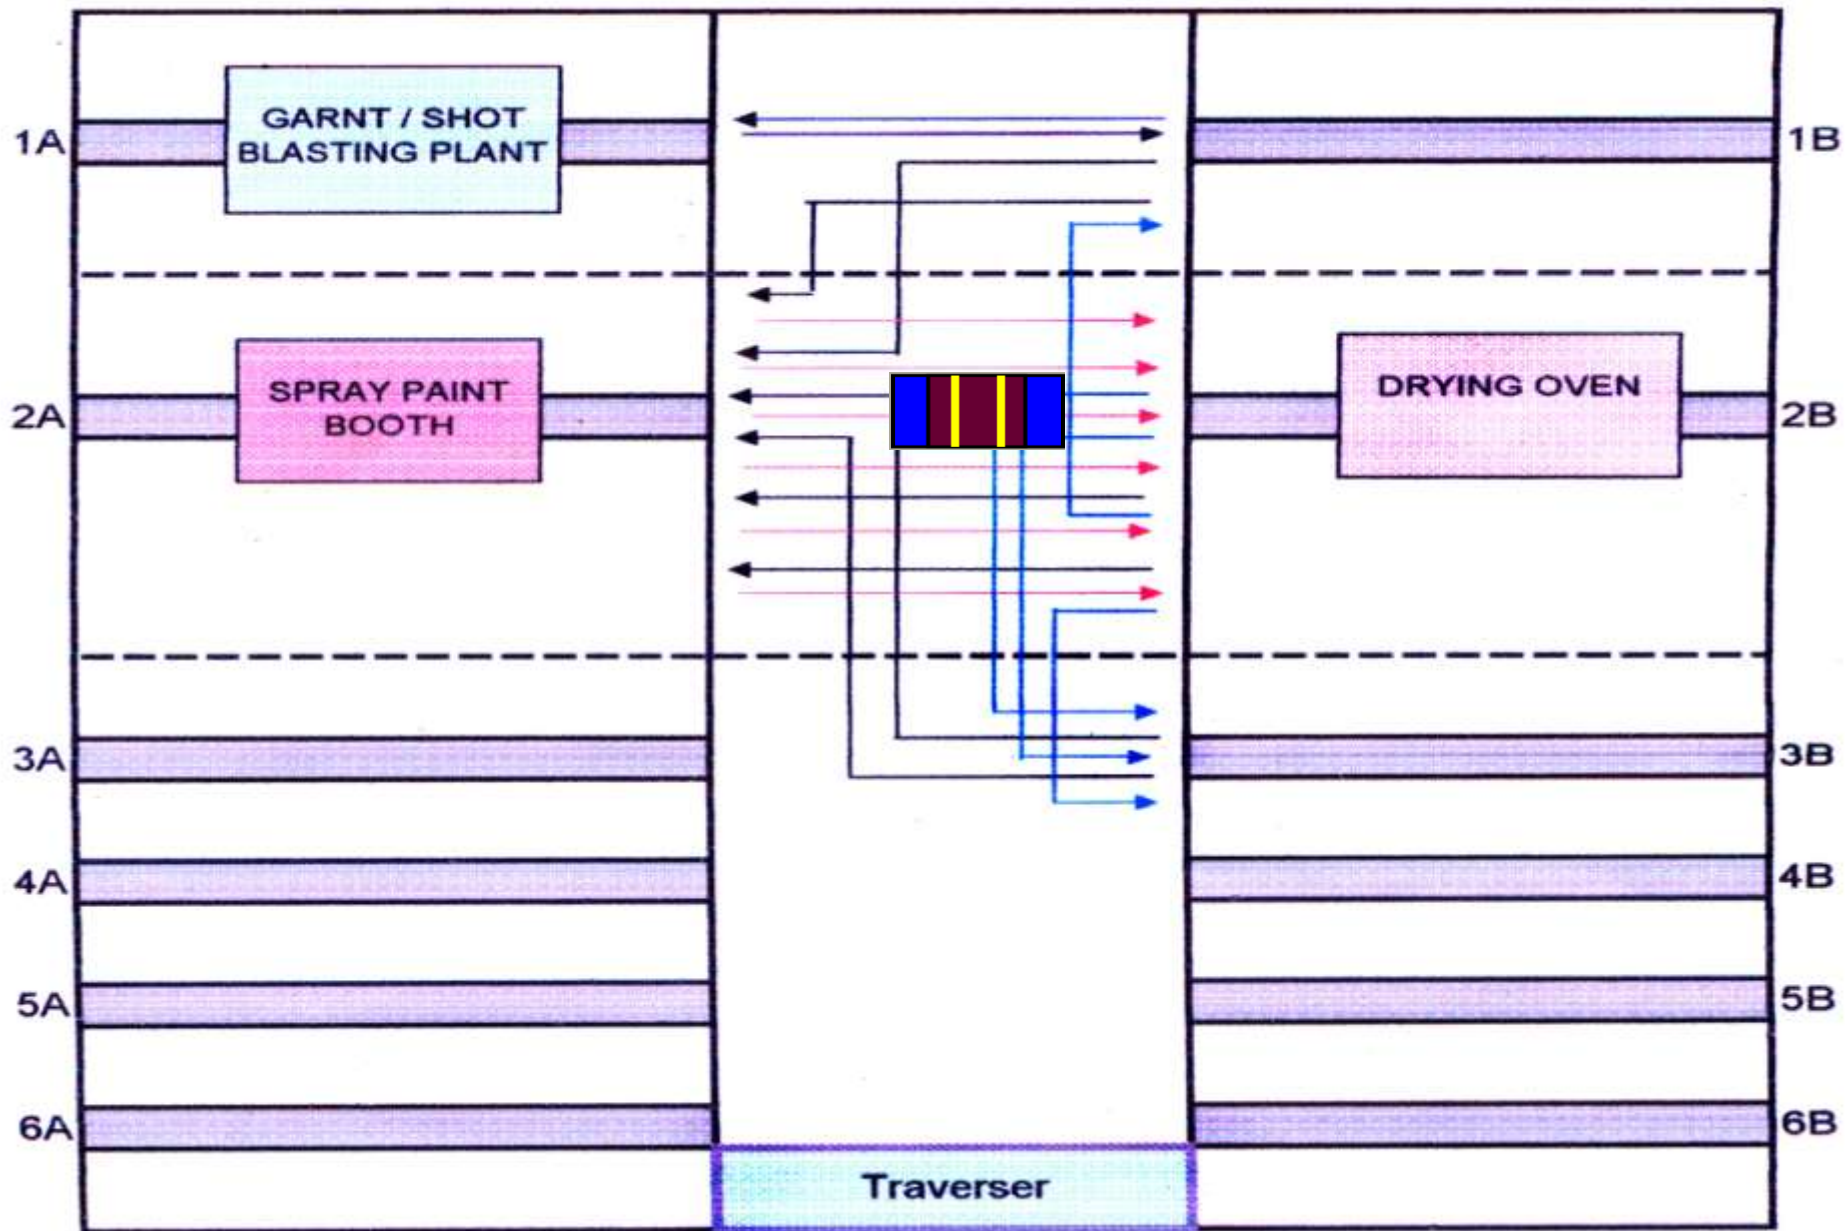 GARNT / SHOT
BLASTING PLANT
1A
1B
SPRAY PAINT
BOOTH
DRYING OVEN
2A
2B
3A
3B
4A
4B
5A
5B
6A
6B
Traverser